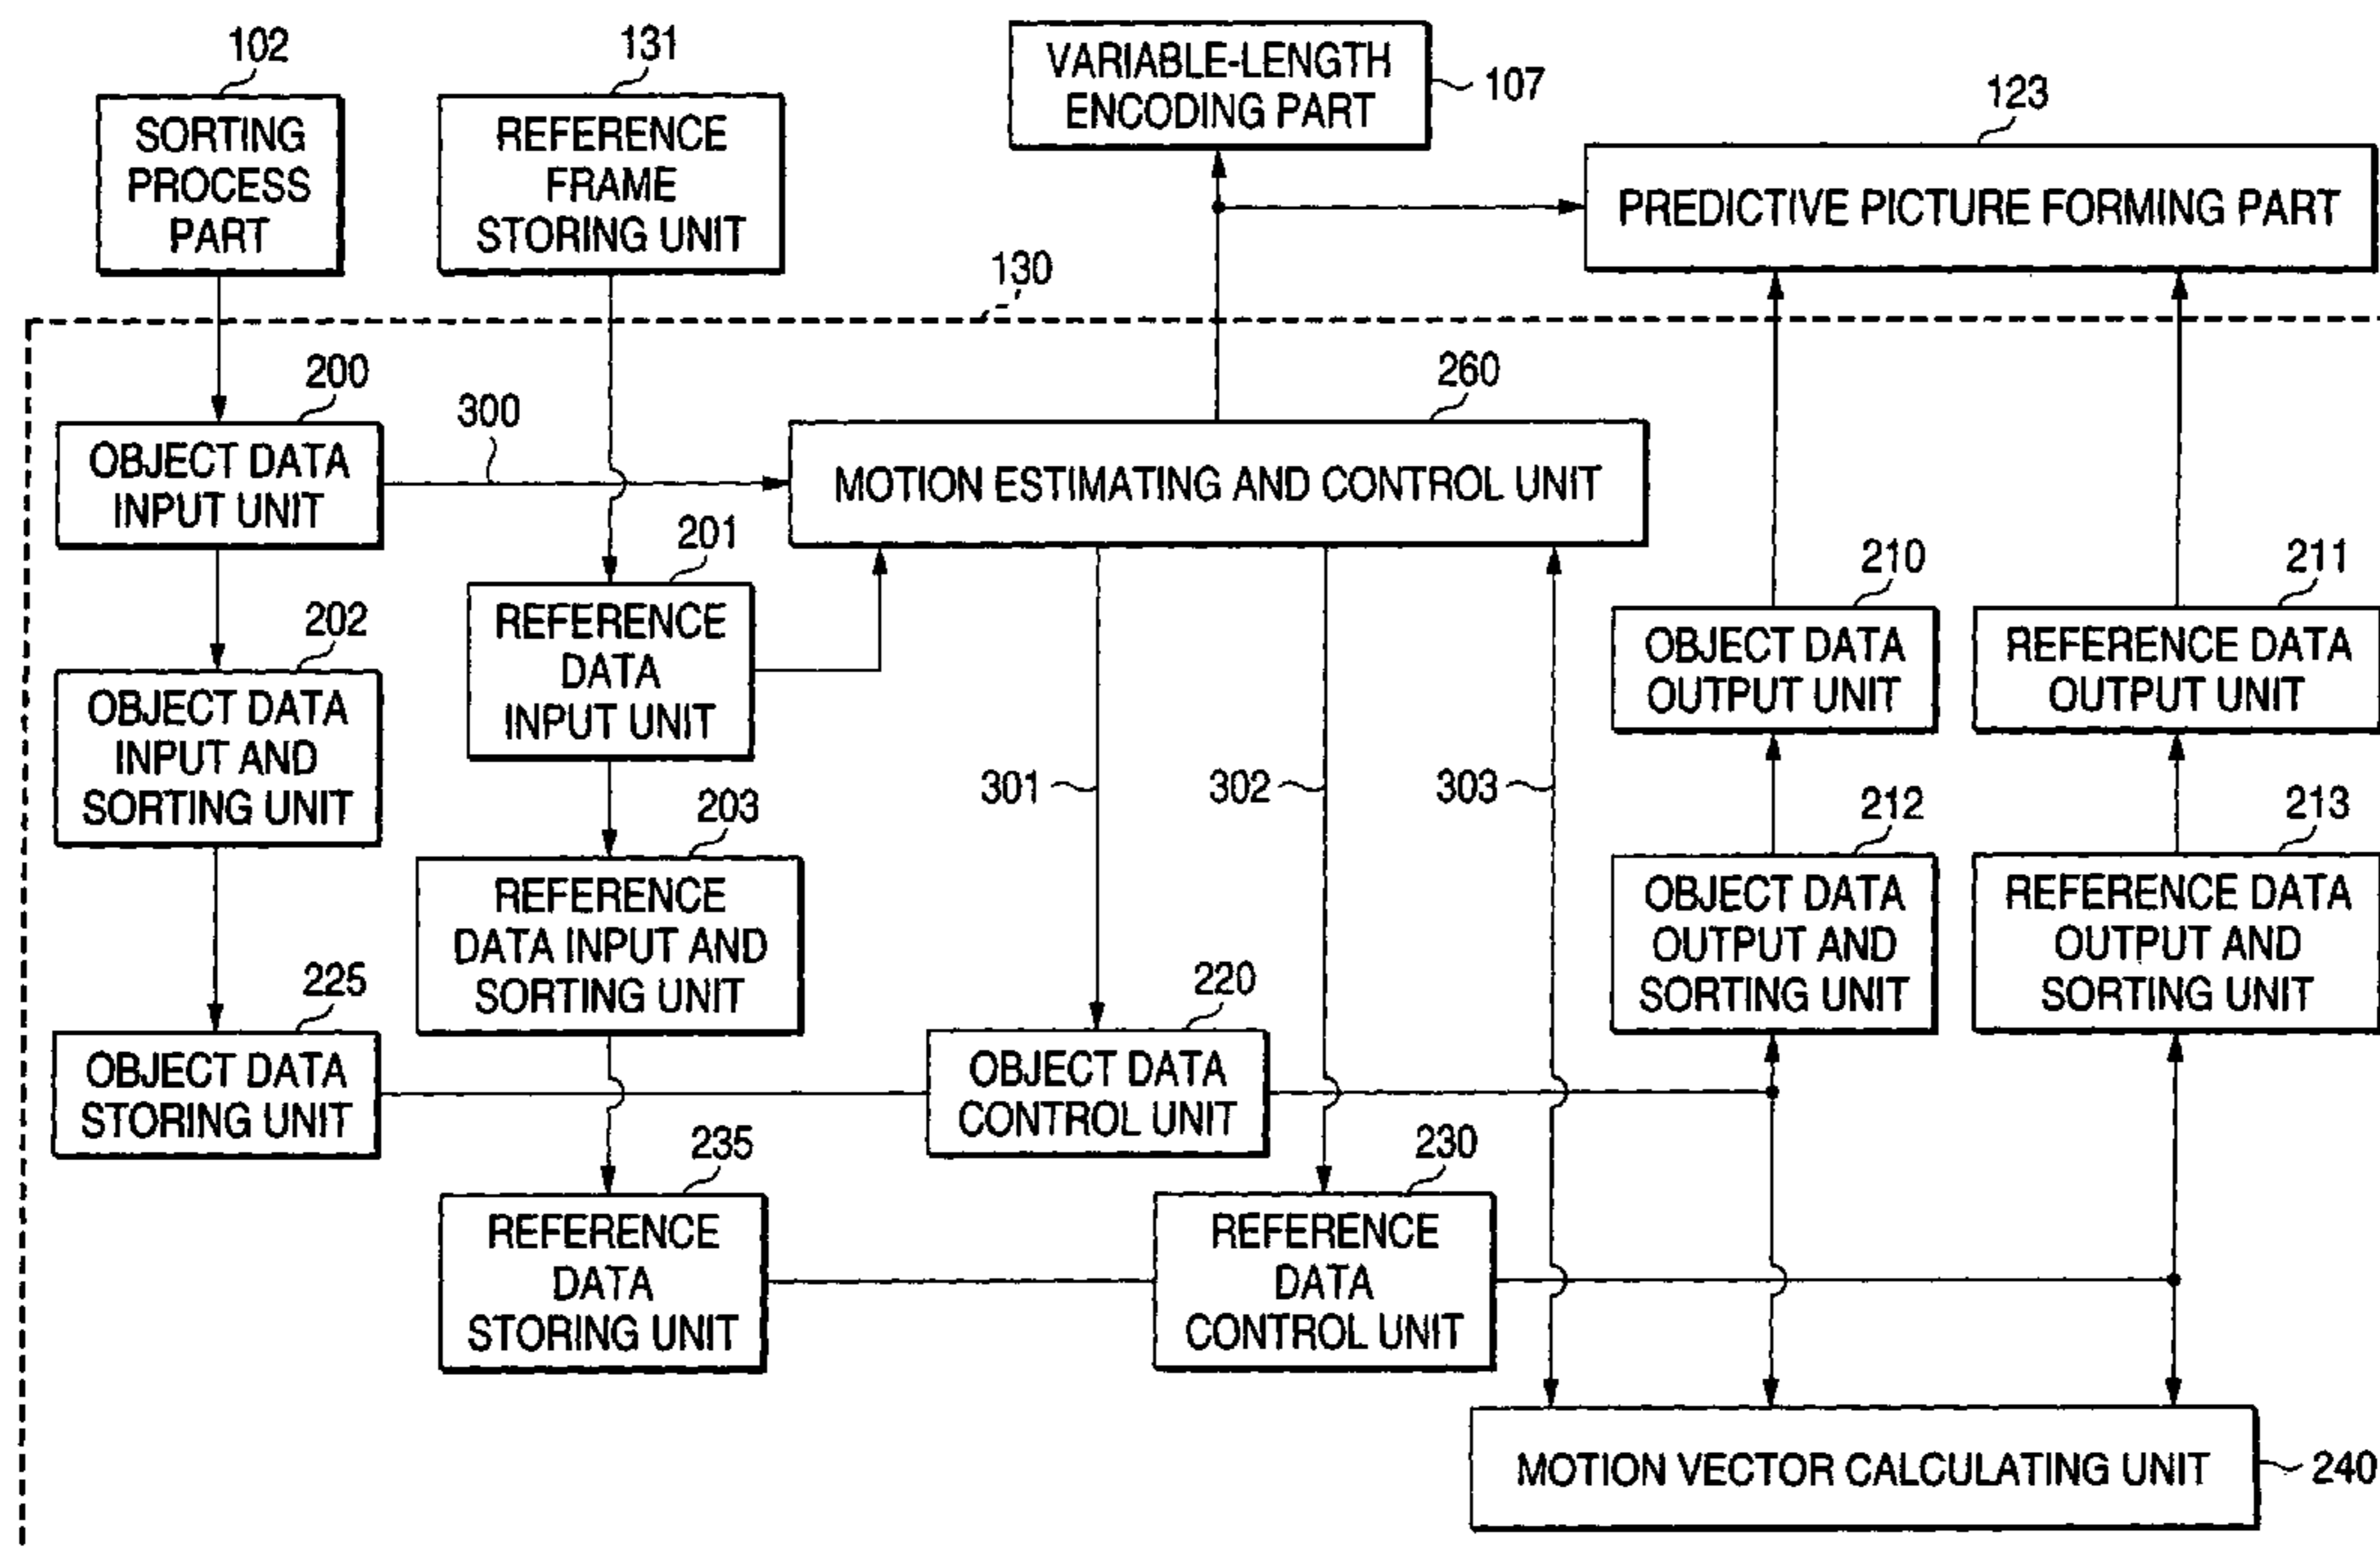 102
131
VARIABLE-LENGTH
ENCODING PART
107
123
SORTING
PROCESS
PART
REFERENCE
FRAME
STORING UNIT
PREDICTIVE PICTURE FORMING PART
130
200
300
260
OBJECT DATA
INPUT UNIT
MOTION ESTIMATING AND CONTROL UNIT
201
210
211
202
REFERENCE
DATA
INPUT UNIT
OBJECT DATA
OUTPUT UNIT
REFERENCE DATA
OUTPUT UNIT
OBJECT DATA
INPUT AND
SORTING UNIT
301
302
303
203
212
213
REFERENCE
DATA INPUT AND
SORTING UNIT
OBJECT DATA
OUTPUT AND
SORTING UNIT
REFERENCE DATA
OUTPUT AND
SORTING UNIT
225
220
OBJECT DATA
STORING UNIT
OBJECT DATA
CONTROL UNIT
235
230
REFERENCE
DATA
STORING UNIT
REFERENCE
DATA
CONTROL UNIT
MOTION VECTOR CALCULATING UNIT
240